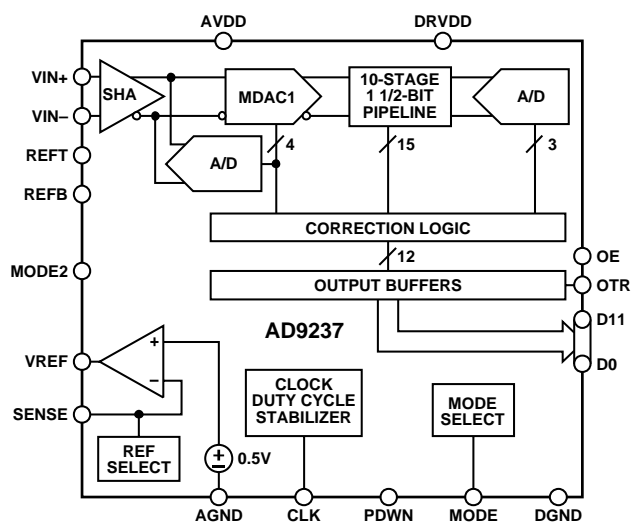 AVDD
DRVDD
VIN+
VIN–
REFT
REFB
MODE2
VREF
SENSE
SHA
MDAC1
10-STAGE
1 1/2-BIT
PIPELINE
A/D
A/D
4
15
3
CORRECTION LOGIC
12
OUTPUT BUFFERS
OE
OTR
D11
D0
AD9237
+
–
CLOCK
DUTY CYCLE
STABILIZER
MODE
SELECT
REF
SELECT
+
–
0.5V
AGND
CLK
PDWN
MODE
DGND